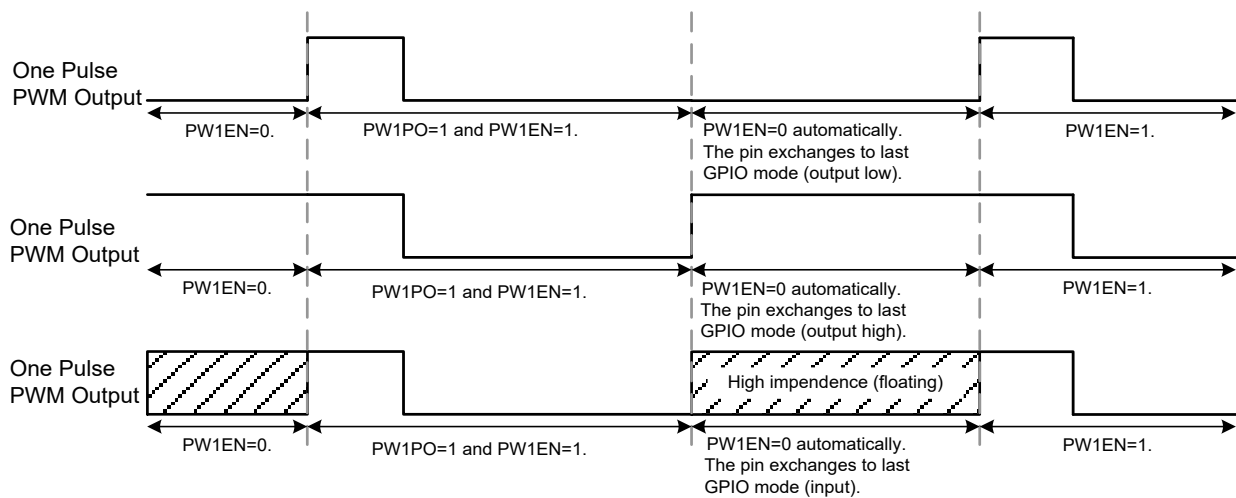 One Pulse
PWM Output
PW1EN=0.
PW1PO=1 and PW1EN=1.
PW1EN=0 automatically.
The pin exchanges to last
GPIO mode (output low).
PW1EN=1.
One Pulse
PWM Output
PW1EN=0.
PW1PO=1 and PW1EN=1.
PW1EN=0 automatically.
The pin exchanges to last
GPIO mode (output high).
PW1EN=1.
One Pulse
PWM Output
High impendence (floating)
PW1EN=0.
PW1PO=1 and PW1EN=1.
PW1EN=0 automatically.
The pin exchanges to last
GPIO mode (input).
PW1EN=1.